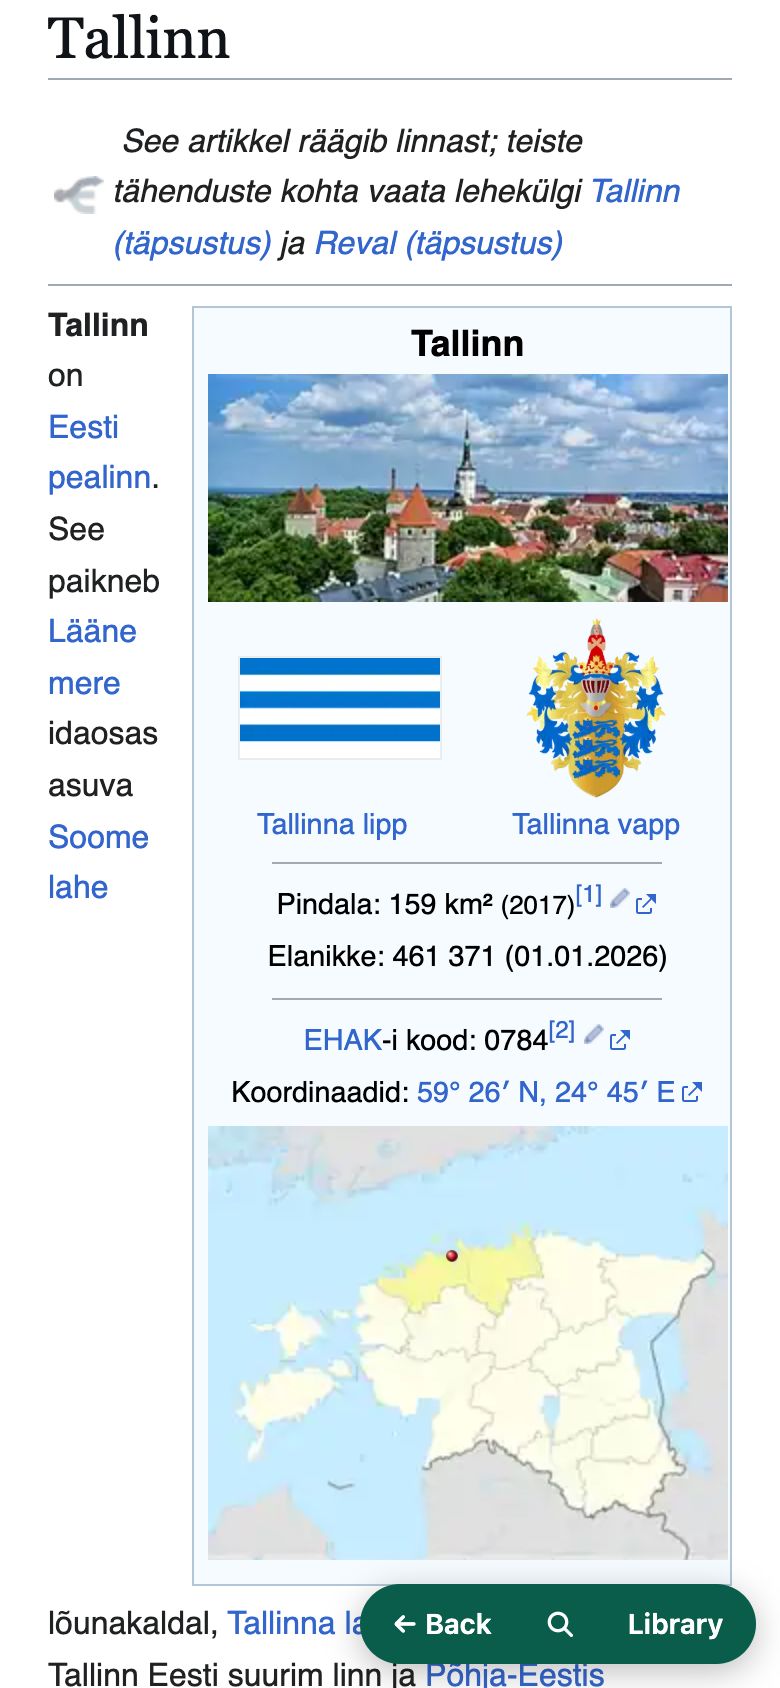 Tallinn
See artikkel räägib linnast; teiste
tähenduste kohta vaata lehekülgi Tallinn
(täpsustus) ja Reval (täpsustus)
Tallinn
on
Eesti
pealinn.
See
paikneb
Lääne
mere
idaosas
asuva
Soome
lahe
Tallinn
Tallinna lipp
Tallinna vapp
Pindala: 159 km² (2017)[1]
Elanikke: 461 371 (01.01.2026)
EHAK-i kood: 0784[2]
Koordinaadid: 59° 26′ N, 24° 45′ E
lõunakaldal, Tallinna
Tallinn Eesti suurim linn ja Põhja-Eestis
← Back
Library